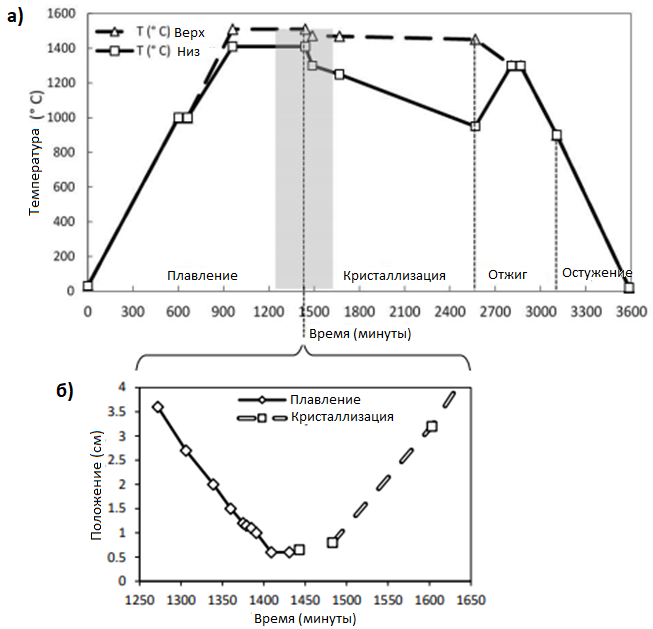 а)
Температура (° C)
1600
1400
1200
1000
800
600
400
200
0
T (° C) Верх
T (° C) Низ
Плавление
Кристаллизация
Отжиг
Остужение
0 300 600 900 1200 1500 1800 2100 2400 2700 3000 3300 3600
Время (минуты)
б)
Положение (см)
4
3.5
3
2.5
2
1.5
1
0.5
0
Плавление
Кристаллизация
1250 1300 1350 1400 1450 1500 1550 1600 1650
Время (минуты)